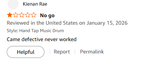 Kienan Rae
No go
Reviewed in the United States on January 15, 2026
Style: Hand Tap Music Drum
Came defective never worked
Helpful
Report
Permalink